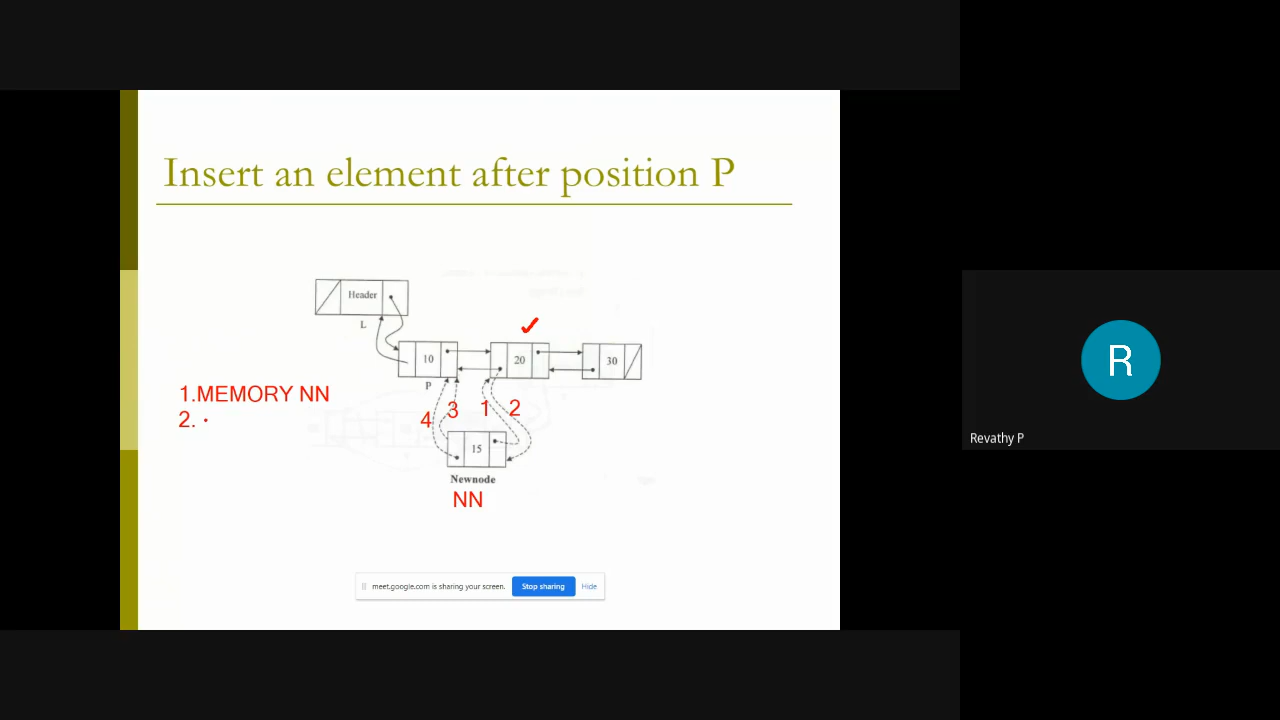 Insert an element after position P
Header
L
10
20
30
P
1.MEMORY NN
2. •
4
3
1
2
15
Newnode
NN
meet.google.com is sharing your screen.
Stop sharing
Hide
R
Revathy P